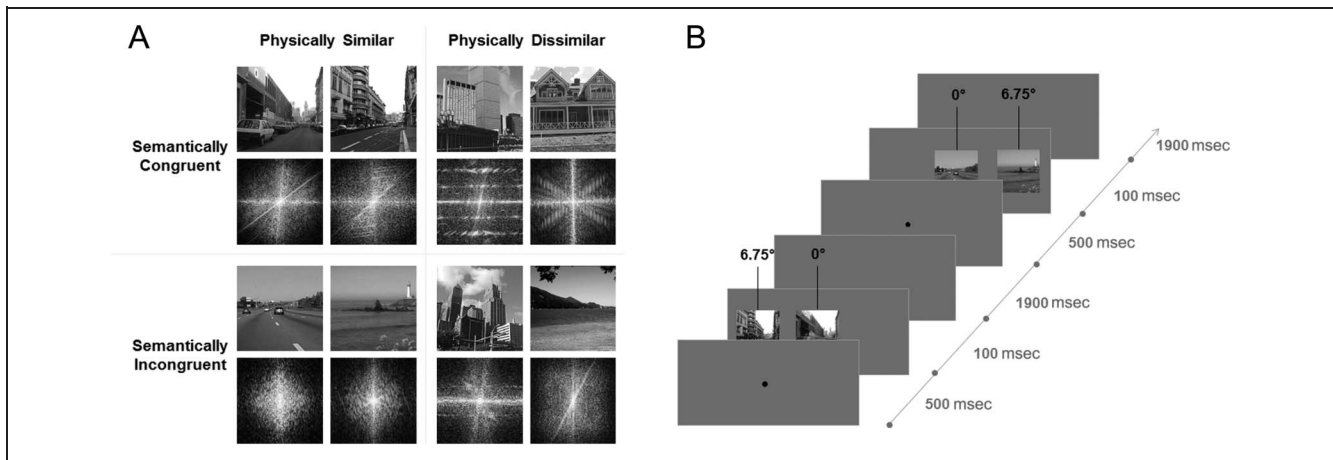 A
Physically Similar
Physically Dissimilar
Semantically
Congruent
Semantically
Incongruent
B
0°
6.75°
6.75°
0°
1900 msec
100 msec
500 msec
1900 msec
100 msec
500 msec